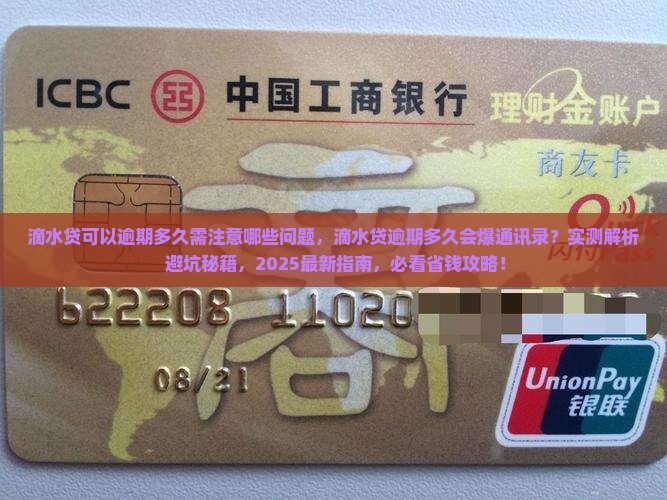 ICBC 中国工商银行
理财金账户
商友卡
Quick
滴水贷可以逾期多久需注意哪些问题，滴水贷逾期多久会爆通讯录？实测解析
避坑秘籍，2025最新指南，必看省钱攻略！
商
622208 11020
08/21
UnionPay
银联